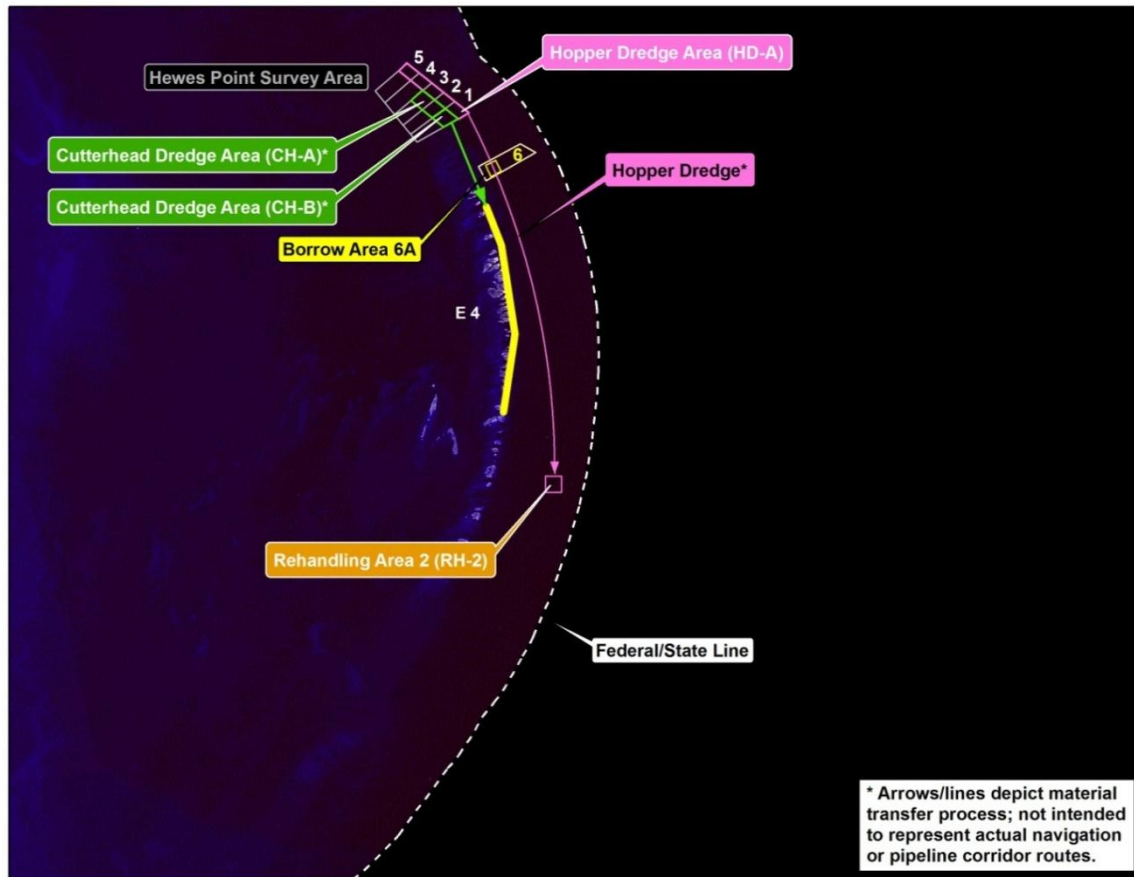 5
4
3
2
1
Hopper Dredge Area (HD-A)
Hewes Point Survey Area
Cutterhead Dredge Area (CH-A)*
6
Hopper Dredge*
Cutterhead Dredge Area (CH-B)*
Borrow Area 6A
E 4
Rehandling Area 2 (RH-2)
Federal/State Line
* Arrows/lines depict material
transfer process; not intended
to represent actual navigation
or pipeline corridor routes.